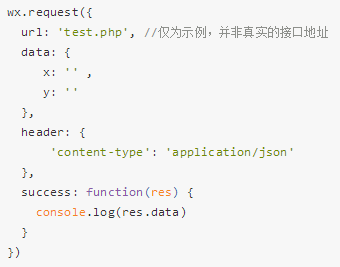 wx.request({
  url: 'test.php', //仅为示例，并非真实的接口地址
  data: {
     x: '' ,
     y: ''
  },
  header: {
      'content-type': 'application/json'
  },
  success: function(res) {
    console.log(res.data)
  }
})